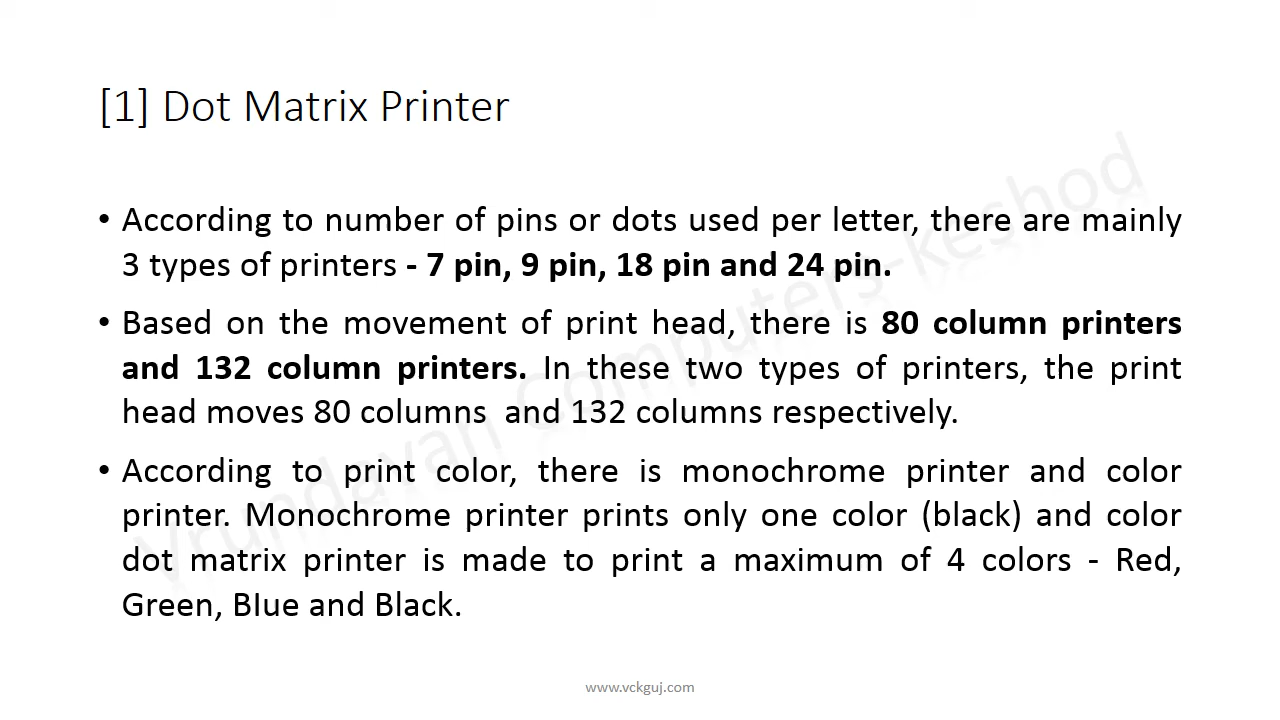 [1] Dot Matrix Printer
• According to number of pins or dots used per letter, there are mainly
3 types of printers - 7 pin, 9 pin, 18 pin and 24 pin.
• Based on the movement of print head, there is 80 column printers
and 132 column printers. In these two types of printers, the print
head moves 80 columns  and 132 columns respectively.
• According to print color, there is monochrome printer and color
printer. Monochrome printer prints only one color (black) and color
dot matrix printer is made to print a maximum of 4 colors - Red,
Green, BIue and Black.
Vrundavan Computers-keshod
www.vckguj.com